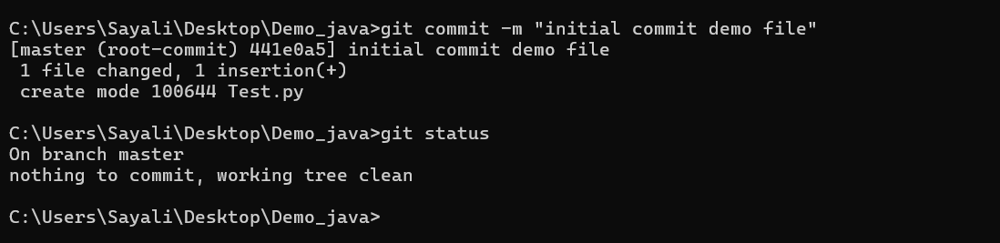 C:\Users\Sayali\Desktop\Demo_java>git commit -m "initial commit demo file"
[master (root-commit) 441e0a5] initial commit demo file
 1 file changed, 1 insertion(+)
 create mode 100644 Test.py
C:\Users\Sayali\Desktop\Demo_java>git status
On branch master
nothing to commit, working tree clean
C:\Users\Sayali\Desktop\Demo_java>